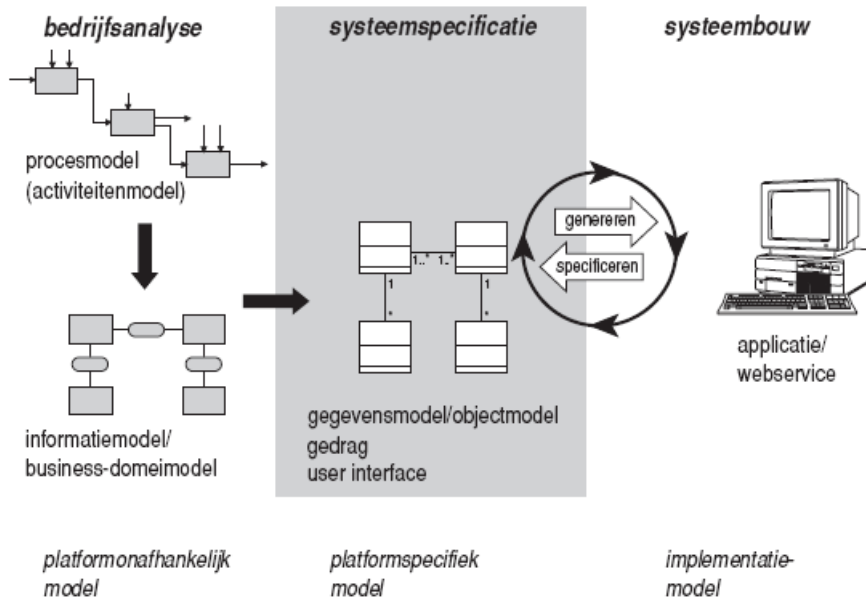 bedrijfsanalyse
procesmodel
(activiteitenmodel)
informatiemodel/
business-domeimodel
platformonafhankelijk
model
systeemspecificatie
1..* 1..*
1 1
* *
gegevensmodel/objectmodel
gedrag
user interface
platformspecifiek
model
genereren
specificeren
systeembouw
applicatie/
webservice
implementatie-
model